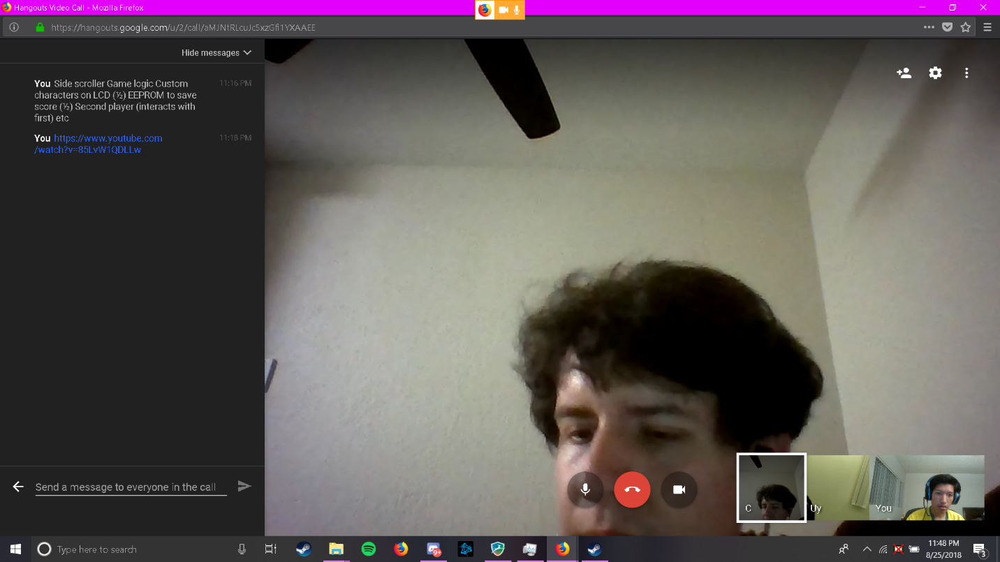 Hangouts Video Call - Mozilla Firefox
https://hangouts.google.com/u/2/call/aMJNtRLcuJc5xzGfi1YXAAEE
Hide messages
You Side scroller Game logic Custom 11:16 PM
characters on LCD (½) EEPROM to save
score (½) Second player (interacts with
first) etc
You https://www.youtube.com 11:18 PM
/watch?v=85LvW1QDLLw
Send a message to everyone in the call
C
Uy
You
Type here to search
9+
11:48 PM
8/25/2018
3